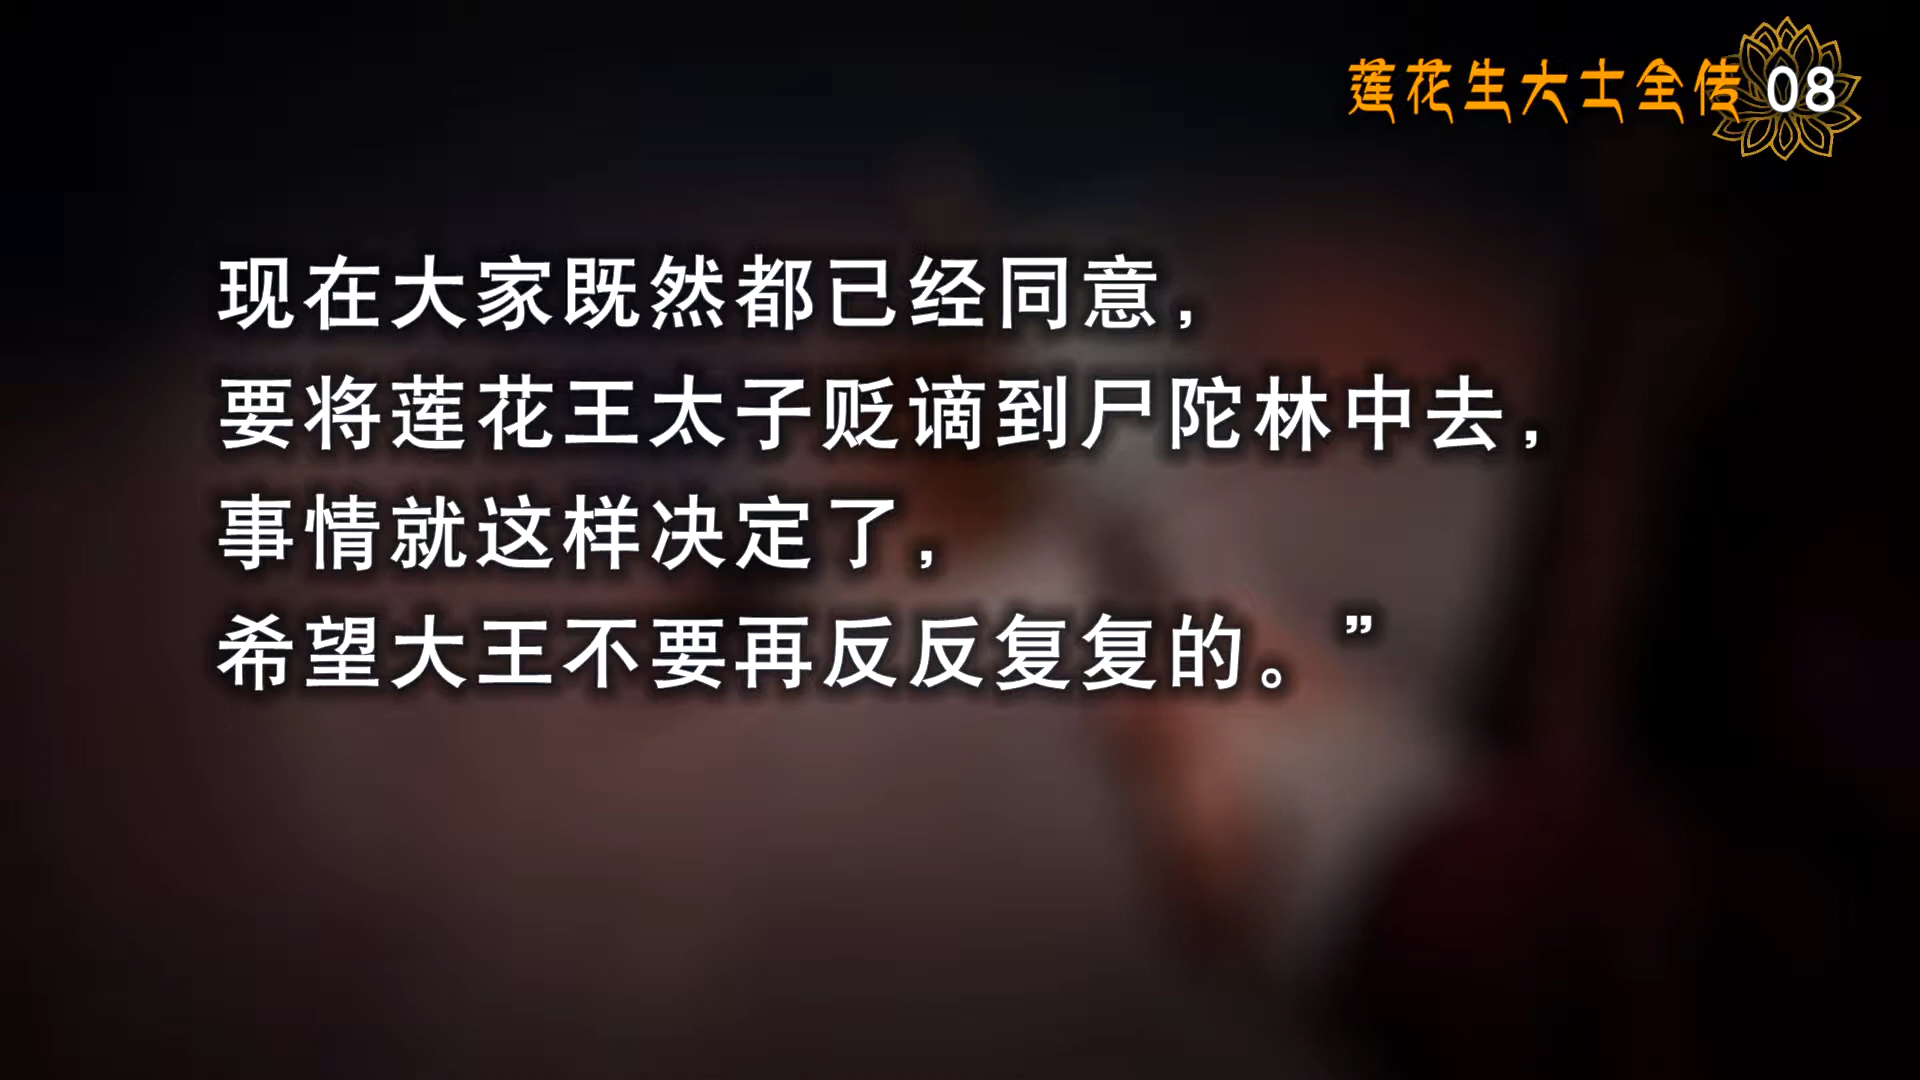 莲花生大士全传 08
现在大家既然都已经同意，
要将莲花王太子贬谪到尸陀林中去，
事情就这样决定了，
希望大王不要再反反复复的。”